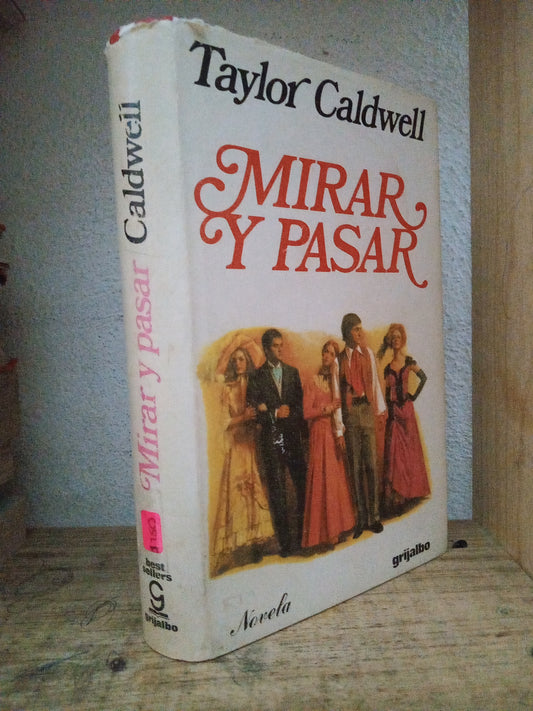 Taylor Caldwell
MIRAR
Y PASAR
grijalbo
Novela
Caldwell
Mirar y pasar
best
sellers
grijalbo